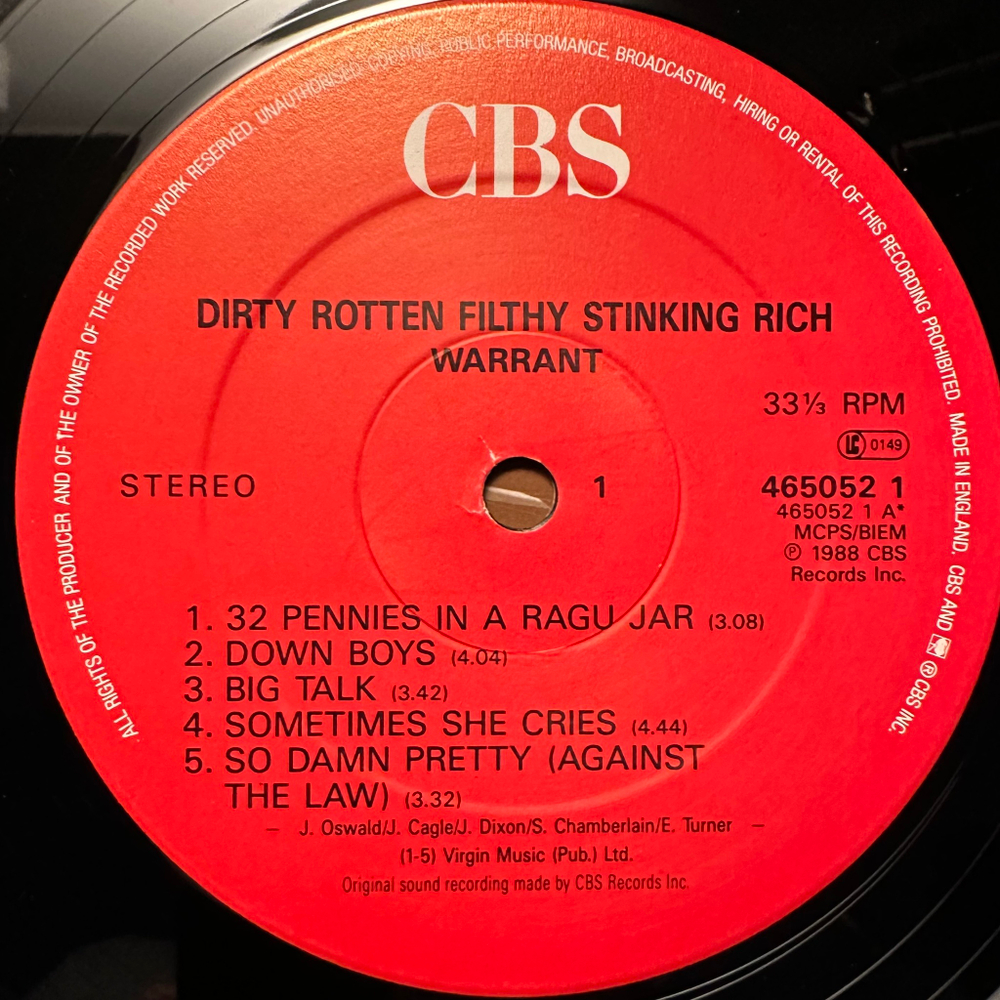 ALL RIGHTS OF THE PRODUCER AND OF THE OWNER OF THE RECORDED WORK RESERVED. UNAUTHORISED COPYING, PUBLIC PERFORMANCE, BROADCASTING, HIRING OR RENTAL OF THIS RECORDING PROHIBITED. MADE IN ENGLAND. CBS AND ® CBS INC.
CBS
DIRTY ROTTEN FILTHY STINKING RICH
WARRANT
33⅓ RPM
LC 0149
STEREO
1
465052 1
465052 1 A*
MCPS/BIEM
℗ 1988 CBS
Records Inc.
1. 32 PENNIES IN A RAGU JAR (3.08)
2. DOWN BOYS (4.04)
3. BIG TALK (3.42)
4. SOMETIMES SHE CRIES (4.44)
5. SO DAMN PRETTY (AGAINST
THE LAW) (3.32)
— J. Oswald/J. Cagle/J. Dixon/S. Chamberlain/E. Turner —
(1-5) Virgin Music (Pub.) Ltd.
Original sound recording made by CBS Records Inc.